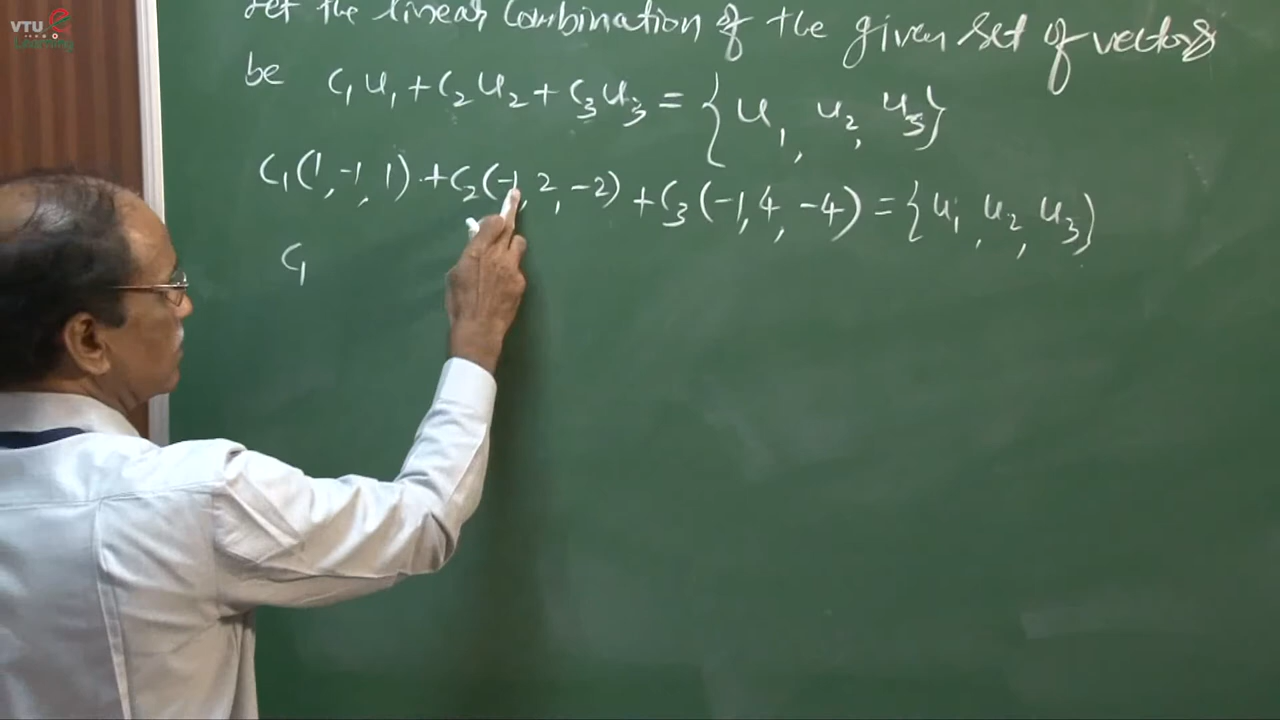 VTU e
Learning
Let the linear Combination of the given set of vectors
be C₁U₁ + C₂U₂ + C₃U₃ = {U₁, U₂, U₃}
C₁(1, -1, 1) + C₂(-1, 2, -2) + C₃(-1, 4, -4) = {U₁, U₂, U₃)
C₁